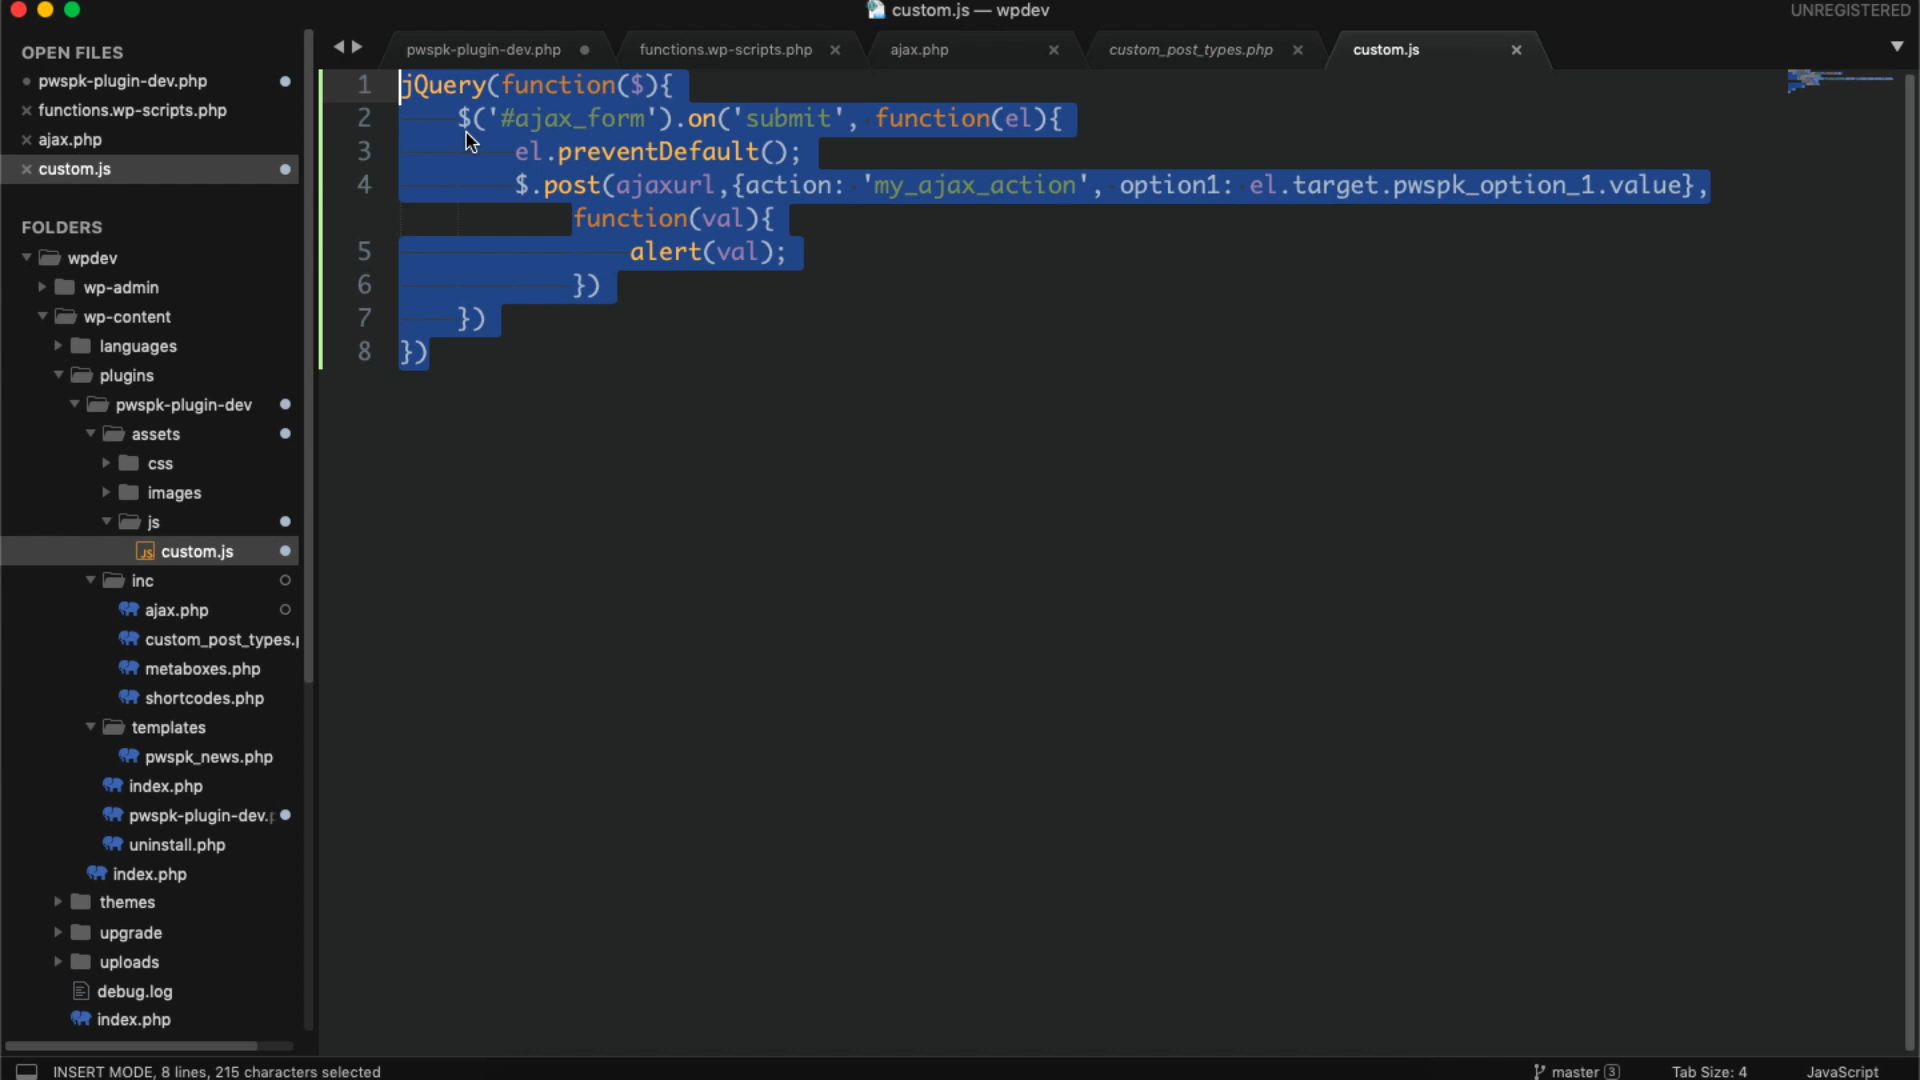 custom.js — wpdev
UNREGISTERED
OPEN FILES
pwspk-plugin-dev.php
functions.wp-scripts.php
ajax.php
custom.js
FOLDERS
wpdev
wp-admin
wp-content
languages
plugins
pwspk-plugin-dev
assets
css
images
js
JS custom.js
inc
ajax.php
custom_post_types.p
metaboxes.php
shortcodes.php
templates
pwspk_news.php
index.php
pwspk-plugin-dev.p
uninstall.php
index.php
themes
upgrade
uploads
debug.log
index.php
pwspk-plugin-dev.php
functions.wp-scripts.php
ajax.php
custom_post_types.php
custom.js
1 jQuery(function($){
2 $('#ajax_form').on('submit', function(el){
3 el.preventDefault();
4 $.post(ajaxurl,{action: 'my_ajax_action', option1: el.target.pwspk_option_1.value},
function(val){
5 alert(val);
6 })
7 })
8 })
INSERT MODE, 8 lines, 215 characters selected
master 3
Tab Size: 4
JavaScript